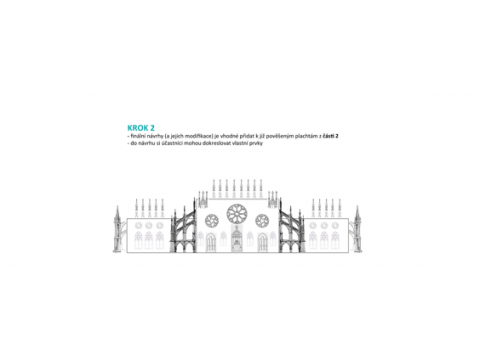 KROK 2
- finální návrhy (a jejich modifikace) je vhodné přidat k již pověšeným plachtám z části 2
- do návrhu si účastníci mohou dokreslovat vlastní prvky